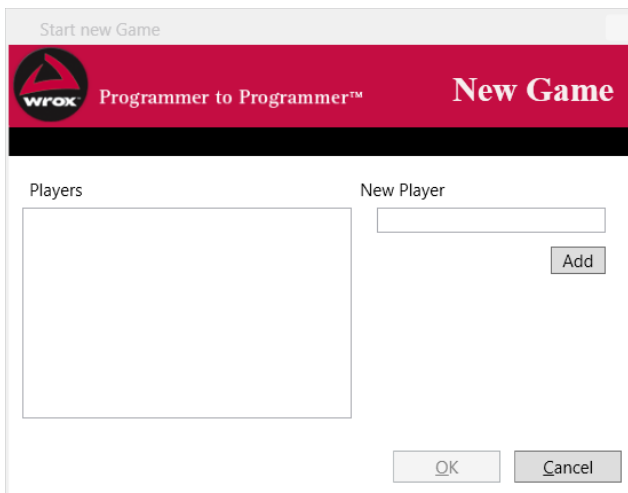 Start new Game
wrox
Programmer to Programmer™
New Game
Players
New Player
Add
OK
Cancel